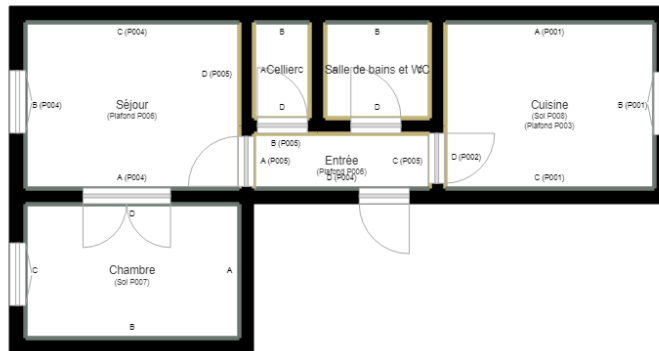 C (P004)
B
B
A (P001)
D (P005)
A
Cellier
C
A
Salle de bains et WC
C
B (P004)
Séjour
(Plafond P006)
Cuisine
(Sol P008)
(Plafond P003)
B (P001)
D
D
B (P005)
A (P005)
Entrée
(Plafond P006)
C (P005)
D (P002)
A (P004)
D (P004)
C (P001)
D
C
Chambre
(Sol P007)
A
B